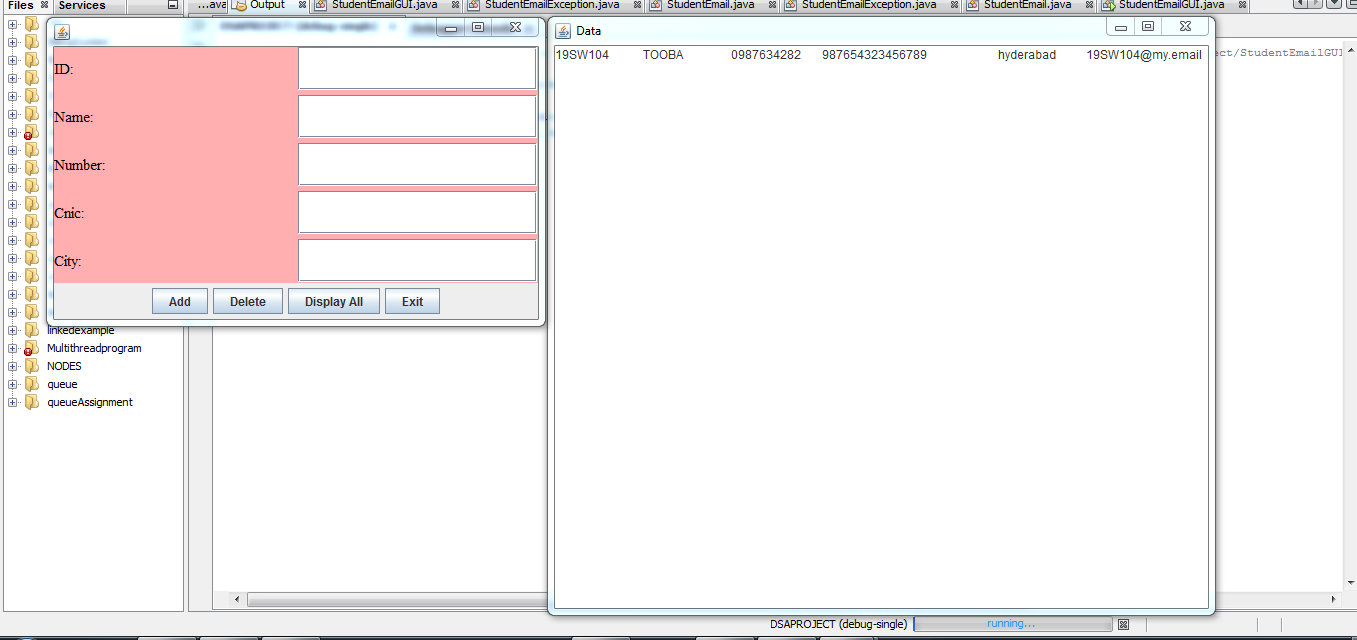 Files Services ...ava Output StudentEmailGUI.java StudentEmailException.java StudentEmail.java StudentEmailException.java StudentEmail.java StudentEmailGUI.java
ID:
Name:
Number:
Cnic:
City:
Add Delete Display All Exit
Data
19SW104 TOOBA 0987634282 987654323456789 hyderabad 19SW104@my.email
ect/StudentEmailGUI
linkedexample
Multithreadprogram
NODES
queue
queueAssignment
DSAPROJECT (debug-single) running...